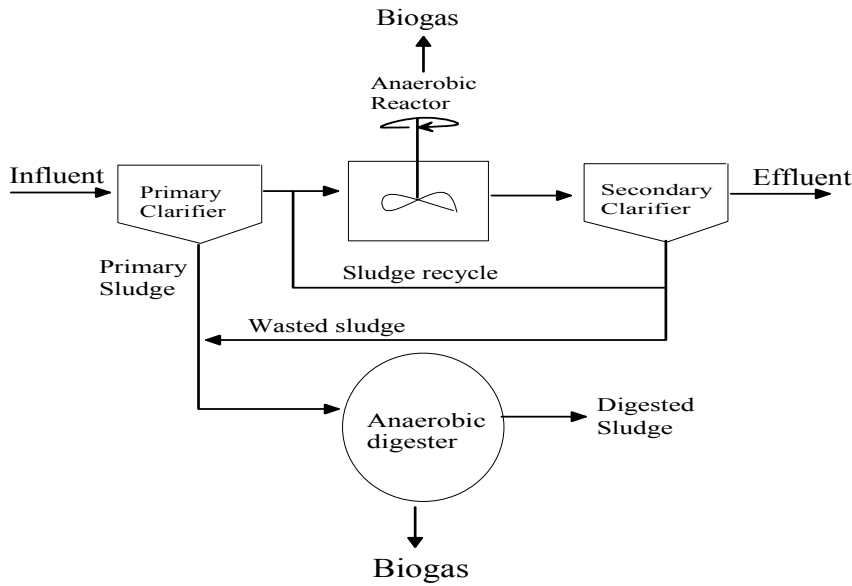 Biogas
Anaerobic
Reactor
Influent
Primary
Clarifier
Secondary
Clarifier
Effluent
Primary
Sludge
Sludge recycle
Wasted sludge
Anaerobic
digester
Digested
Sludge
Biogas